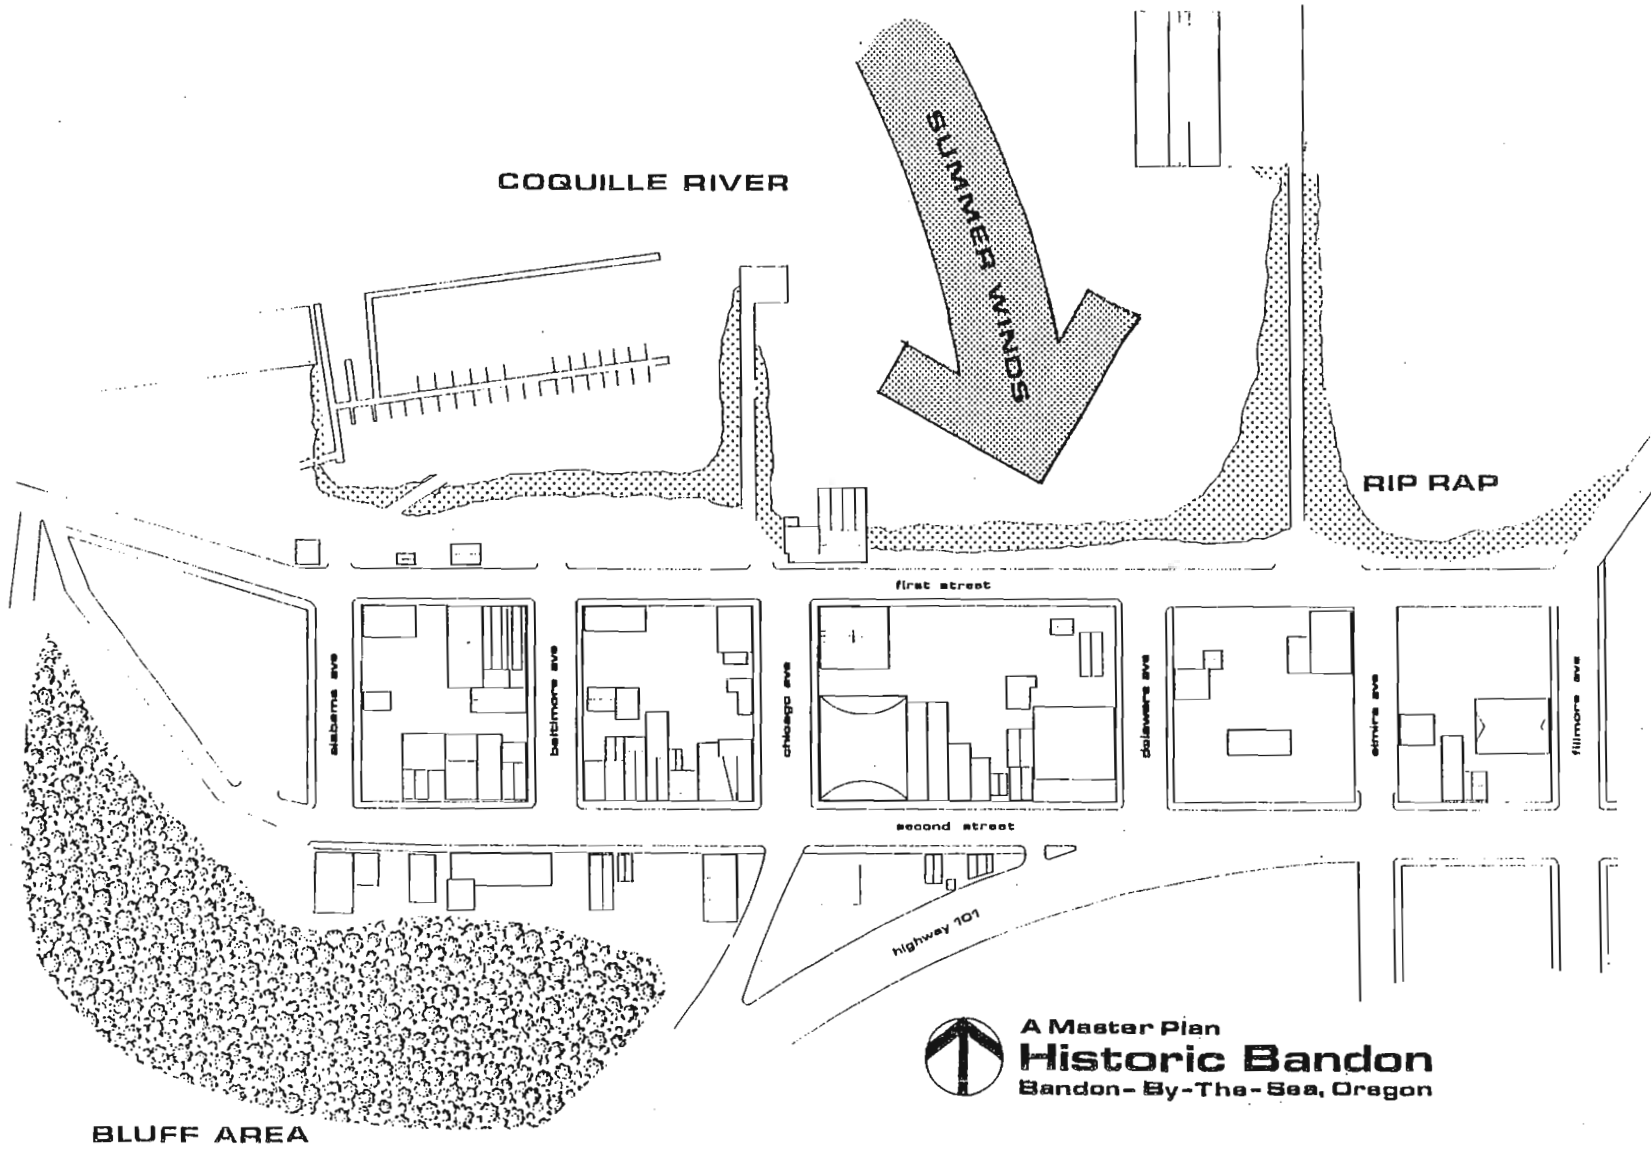 SUMMER WINDS
COQUILLE RIVER
RIP RAP
first street
alabama ave
baltimore ave
chicago ave
delaware ave
elmira ave
fillmore ave
second street
highway 101
A Master Plan
Historic Bandon
Bandon-By-The-Sea, Oregon
BLUFF AREA